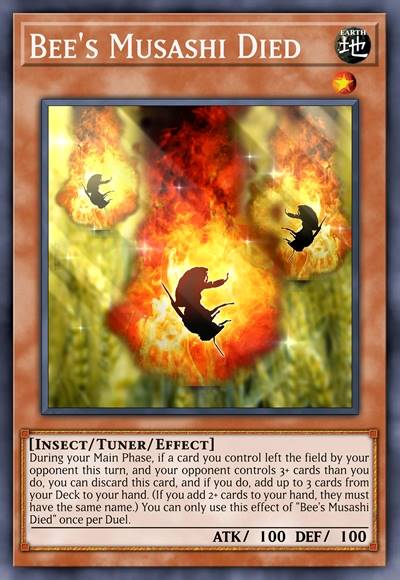 Bee's Musashi Died
EARTH
地
[Insect/Tuner/Effect]
During your Main Phase, if a card you control left the field by your
opponent this turn, and your opponent controls 3+ cards than you
do, you can discard this card, and if you do, add up to 3 cards from
your Deck to your hand. (If you add 2+ cards to your hand, they must
have the same name.) You can only use this effect of "Bee's Musashi
Died" once per Duel.
ATK/ 100 DEF/ 100